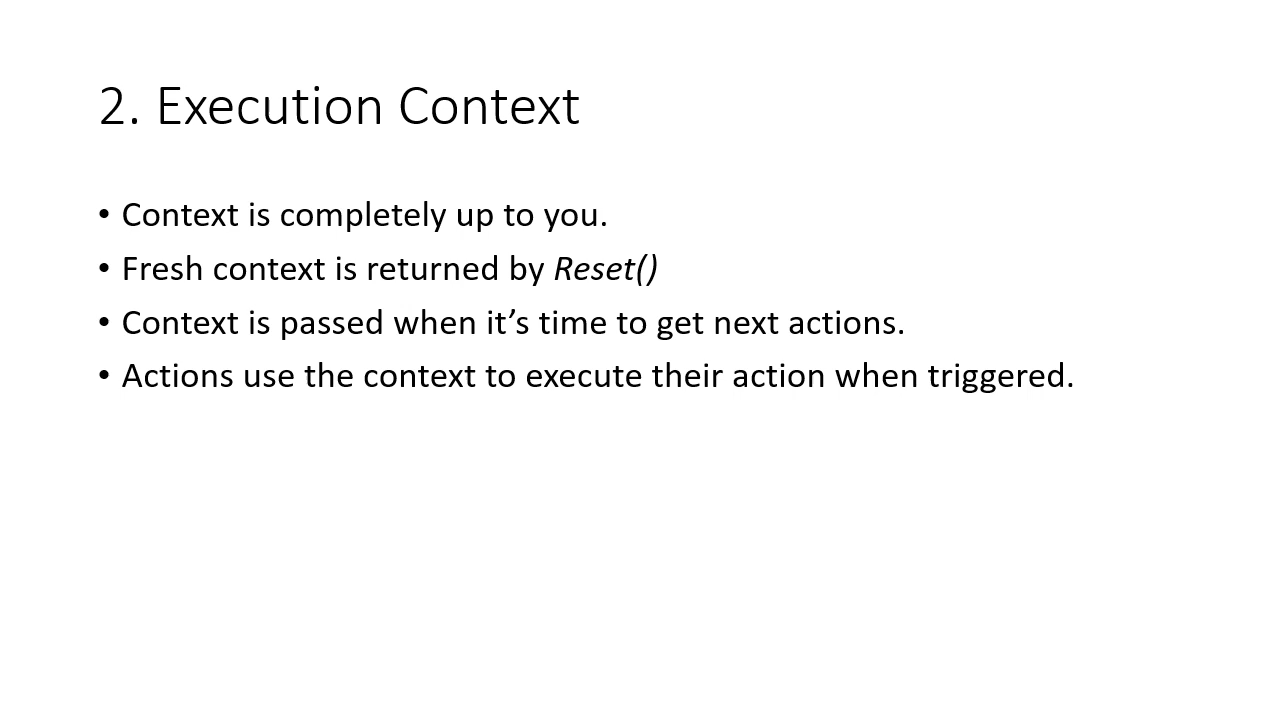 2. Execution Context
• Context is completely up to you.
• Fresh context is returned by Reset()
• Context is passed when it’s time to get next actions.
• Actions use the context to execute their action when triggered.